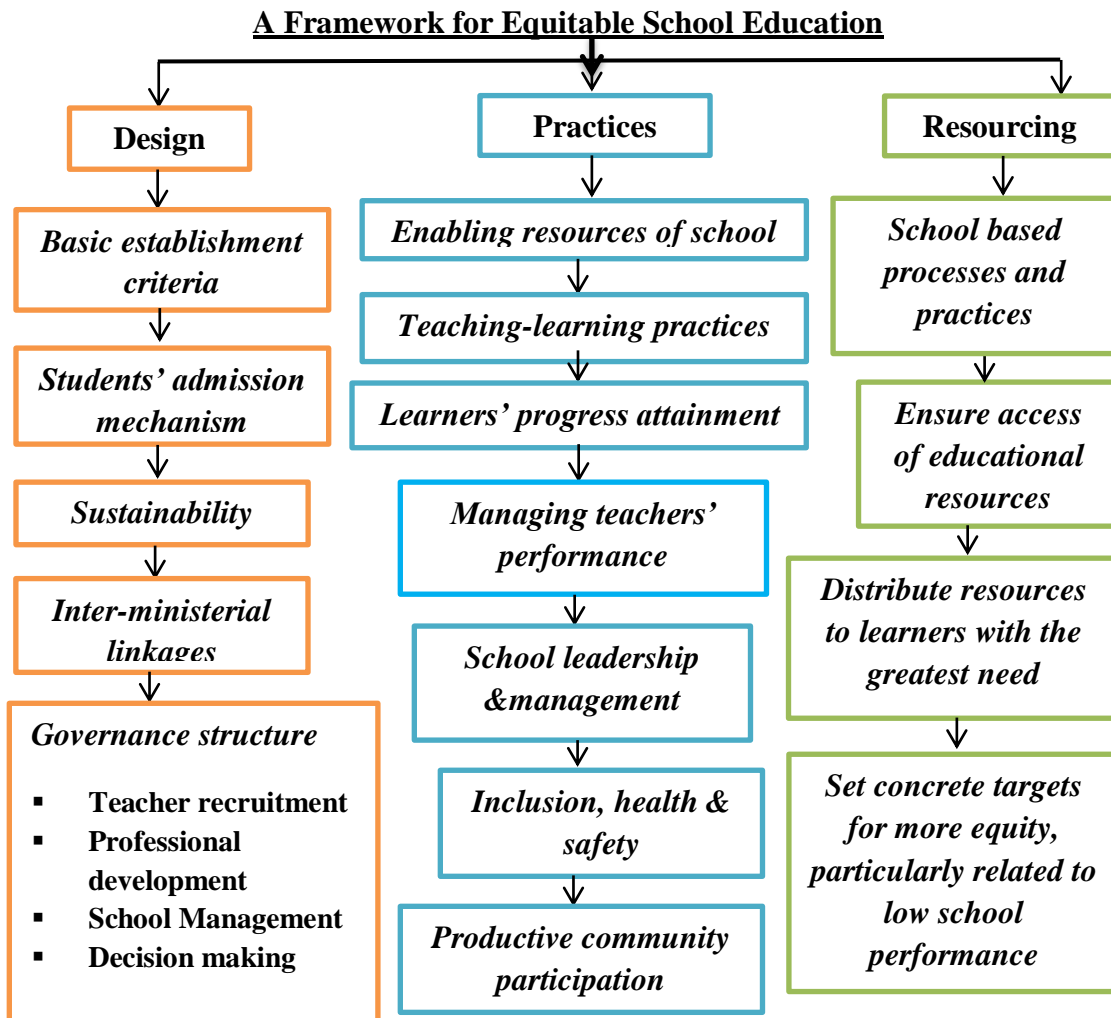 A Framework for Equitable School Education
Design
Basic establishment
criteria
Students’ admission
mechanism
Sustainability
Inter-ministerial
linkages
Governance structure
▪ Teacher recruitment
▪ Professional
development
▪ School Management
▪ Decision making
Practices
Enabling resources of school
Teaching-learning practices
Learners’ progress attainment
Managing teachers’
performance
School leadership
&management
Inclusion, health &
safety
Productive community
participation
Resourcing
School based
processes and
practices
Ensure access
of educational
resources
Distribute resources
to learners with the
greatest need
Set concrete targets
for more equity,
particularly related to
low school
performance